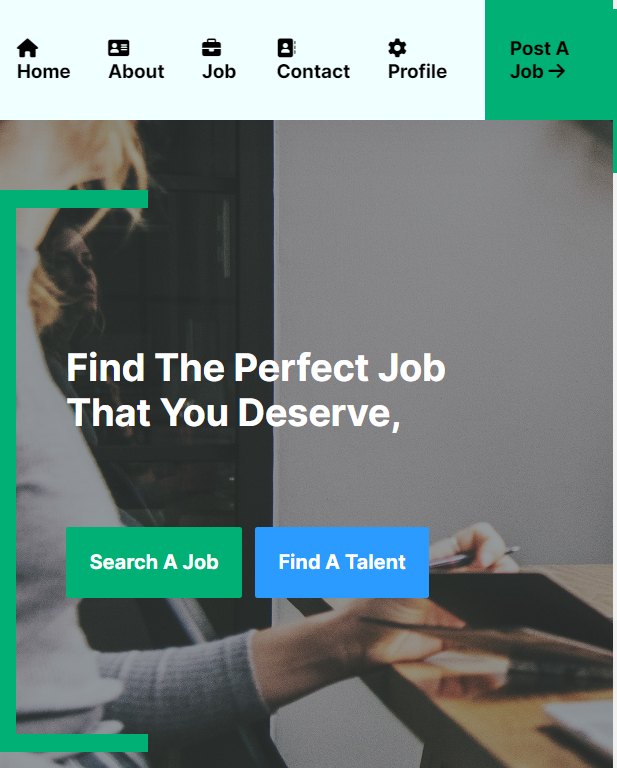 Home
About
Job
Contact
Profile
Post A
Job →
Find The Perfect Job
That You Deserve,
Search A Job
Find A Talent